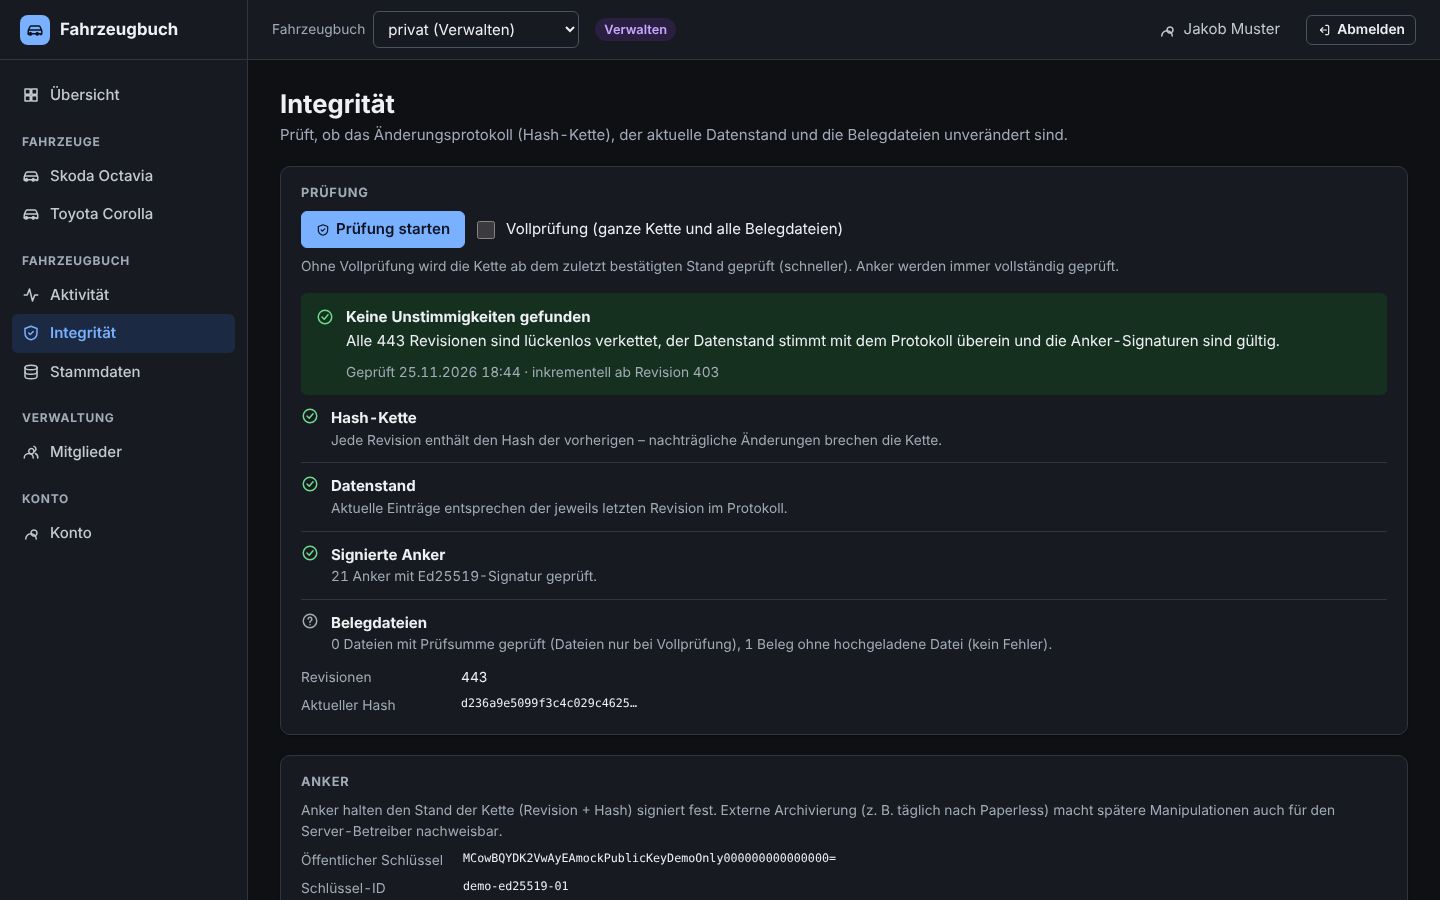 Fahrzeugbuch
Fahrzeugbuch
privat (Verwalten)
Verwalten
Jakob Muster
Abmelden
Übersicht
FAHRZEUGE
Skoda Octavia
Toyota Corolla
FAHRZEUGBUCH
Aktivität
Integrität
Stammdaten
VERWALTUNG
Mitglieder
KONTO
Konto
Integrität
Prüft, ob das Änderungsprotokoll (Hash-Kette), der aktuelle Datenstand und die Belegdateien unverändert sind.
PRÜFUNG
Prüfung starten
Vollprüfung (ganze Kette und alle Belegdateien)
Ohne Vollprüfung wird die Kette ab dem zuletzt bestätigten Stand geprüft (schneller). Anker werden immer vollständig geprüft.
Keine Unstimmigkeiten gefunden
Alle 443 Revisionen sind lückenlos verkettet, der Datenstand stimmt mit dem Protokoll überein und die Anker-Signaturen sind gültig.
Geprüft 25.11.2026 18:44 · inkrementell ab Revision 403
Hash-Kette
Jede Revision enthält den Hash der vorherigen – nachträgliche Änderungen brechen die Kette.
Datenstand
Aktuelle Einträge entsprechen der jeweils letzten Revision im Protokoll.
Signierte Anker
21 Anker mit Ed25519-Signatur geprüft.
Belegdateien
0 Dateien mit Prüfsumme geprüft (Dateien nur bei Vollprüfung), 1 Beleg ohne hochgeladene Datei (kein Fehler).
Revisionen 443
Aktueller Hash d236a9e5099f3c4c029c4625…
ANKER
Anker halten den Stand der Kette (Revision + Hash) signiert fest. Externe Archivierung (z. B. täglich nach Paperless) macht spätere Manipulationen auch für den
Server-Betreiber nachweisbar.
Öffentlicher Schlüssel MCowBQYDK2VwAyEAmockPublicKeyDemoOnly000000000000000=
Schlüssel-ID demo-ed25519-01